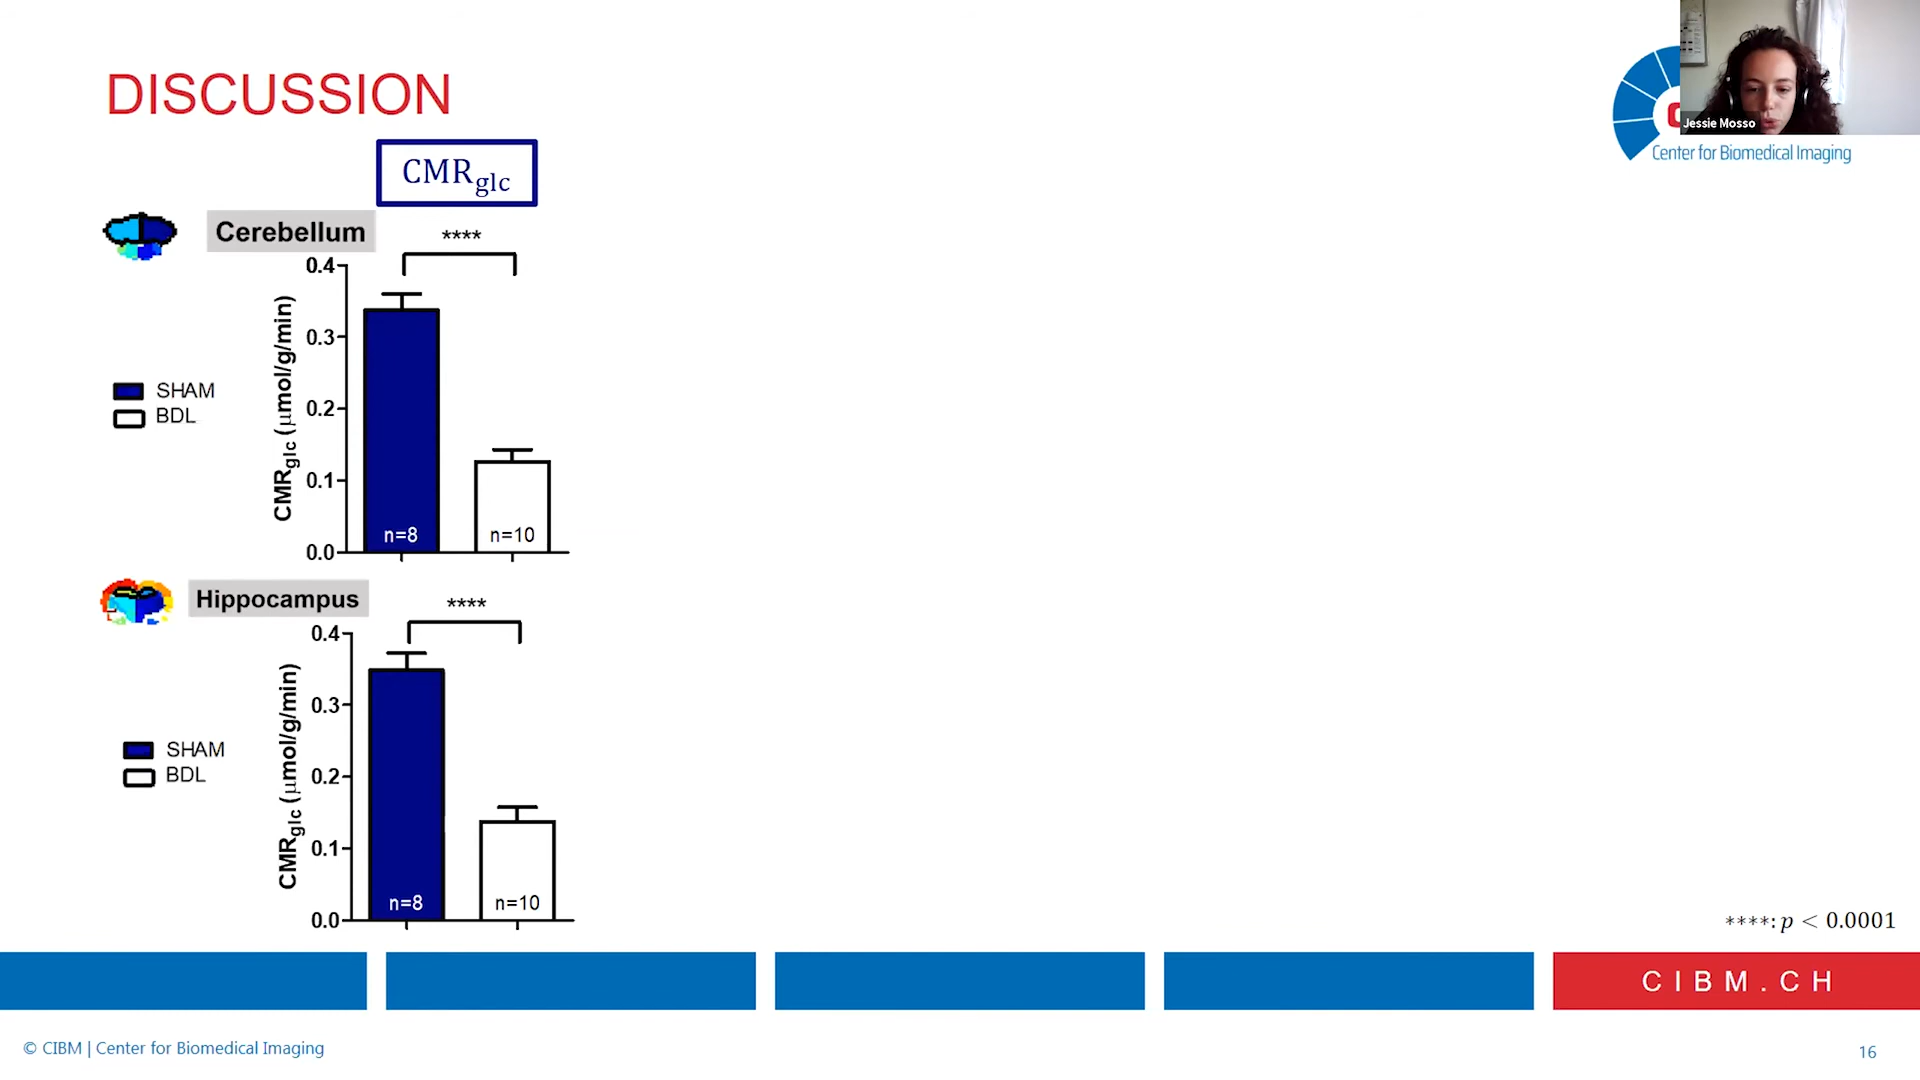 DISCUSSION
Jessie Mosso
Center for Biomedical Imaging
CMRglc
Cerebellum
****
0.4
0.3
0.2
0.1
0.0
CMRglc (μmol/g/min)
SHAM
BDL
n=8
n=10
Hippocampus
****
0.4
0.3
0.2
0.1
0.0
CMRglc (μmol/g/min)
SHAM
BDL
n=8
n=10
****: p < 0.0001
CIBM.CH
© CIBM | Center for Biomedical Imaging
16